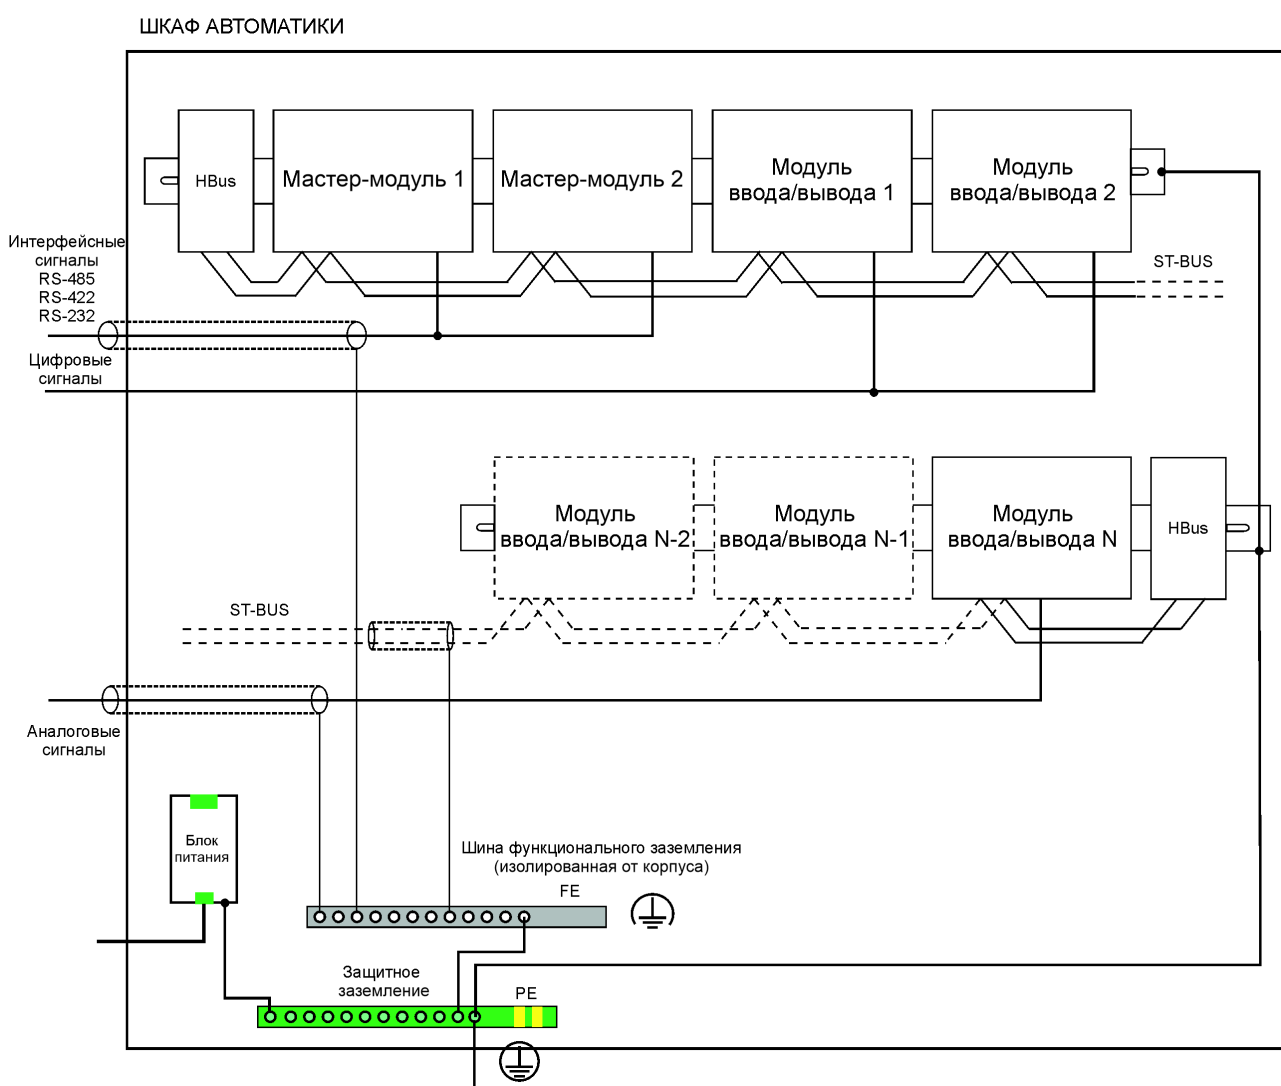 ШКАФ АВТОМАТИКИ
HBus
Мастер-модуль 1
Мастер-модуль 2
Модуль
ввода/вывода 1
Модуль
ввода/вывода 2
Интерфейсные
сигналы
RS-485
RS-422
RS-232
ST-BUS
Цифровые
сигналы
Модуль
ввода/вывода N-2
Модуль
ввода/вывода N-1
Модуль
ввода/вывода N
HBus
ST-BUS
Аналоговые
сигналы
Блок
питания
Шина функционального заземления
(изолированная от корпуса)
FE
Защитное
заземление
PE